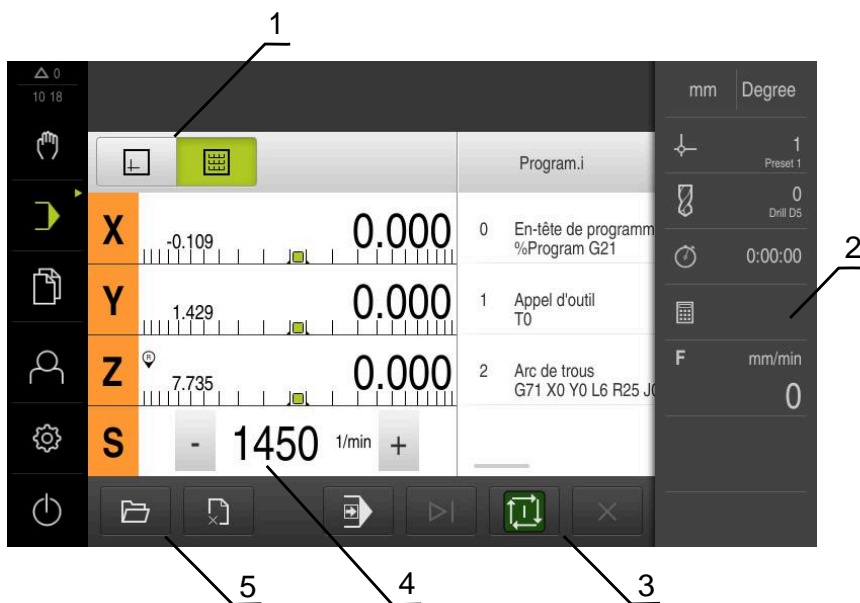 1
0
10 18
mm Degree
1
Preset 1
0
Drill D5
0:00:00
2
F mm/min
0
Program.i
X -0.109 0.000
Y 1.429 0.000
Z R 7.735 0.000
S - 1450 1/min +
0 En-tête de programm
%Program G21
1 Appel d'outil
T0
2 Arc de trous
G71 X0 Y0 L6 R25 J
5 4 3